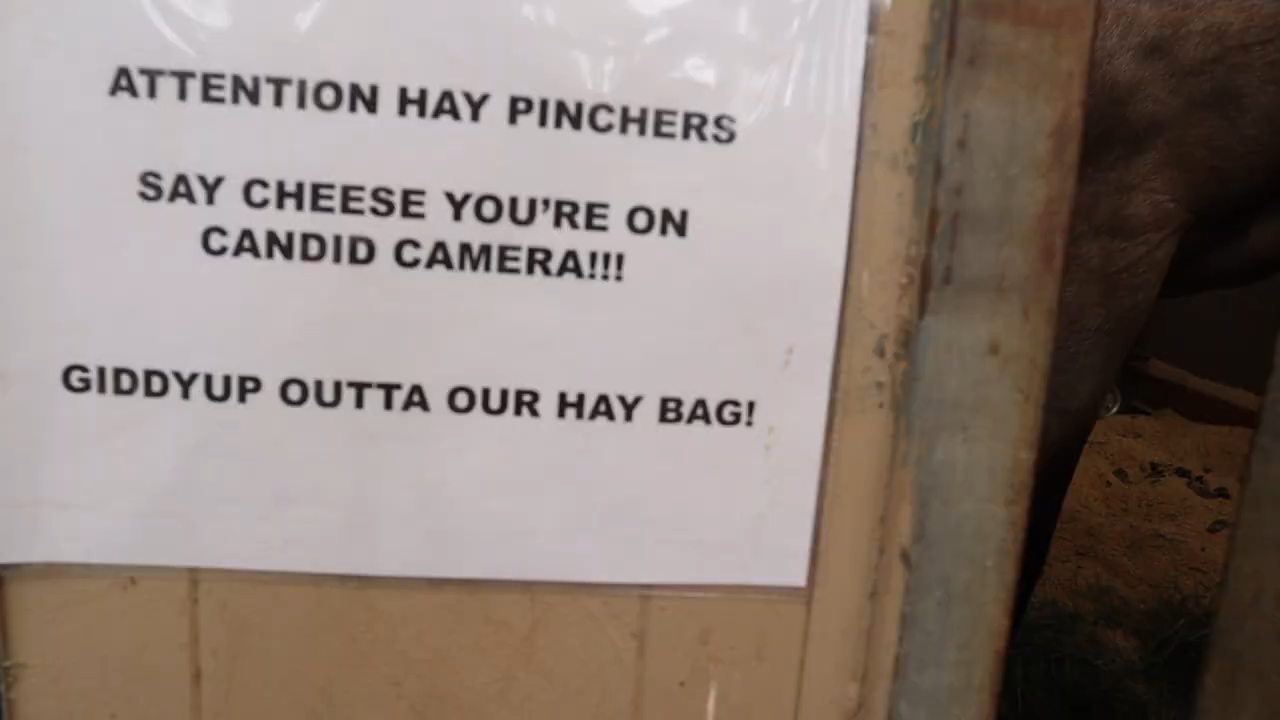 ATTENTION HAY PINCHERS
SAY CHEESE YOU'RE ON
CANDID CAMERA!!!
GIDDYUP OUTTA OUR HAY BAG!